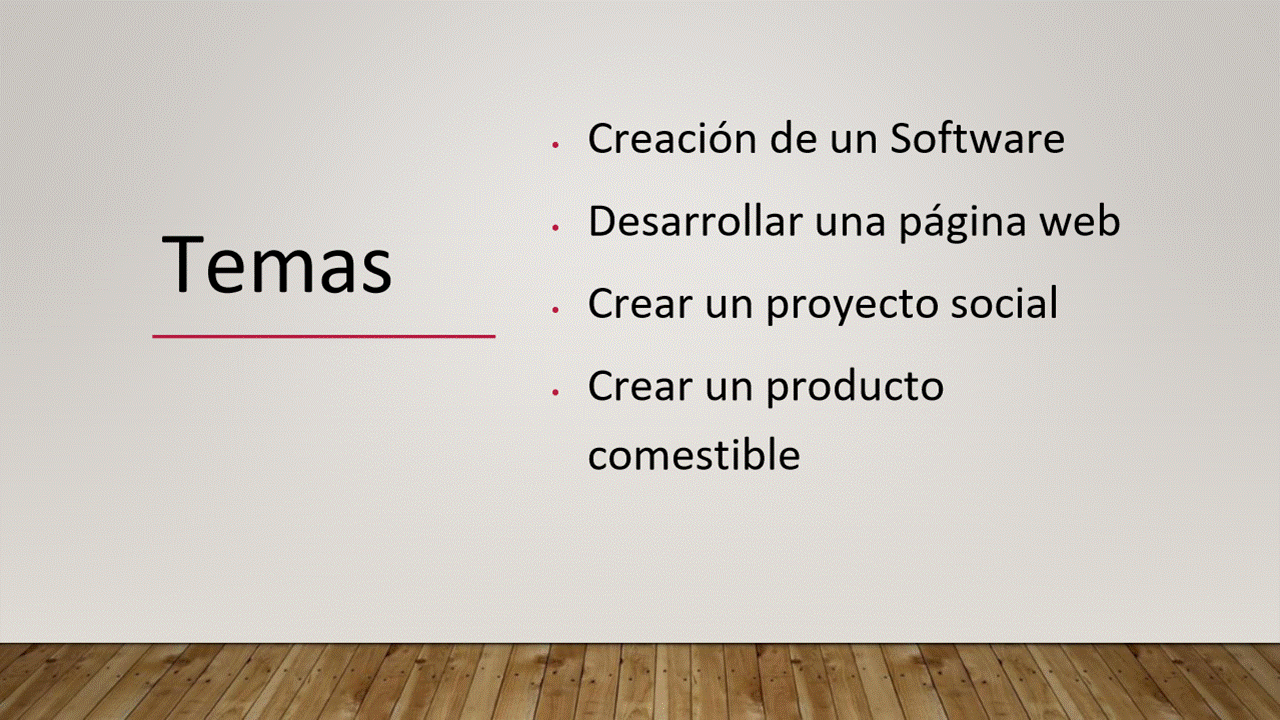 Temas
Creación de un Software
Desarrollar una página web
Crear un proyecto social
Crear un producto
comestible